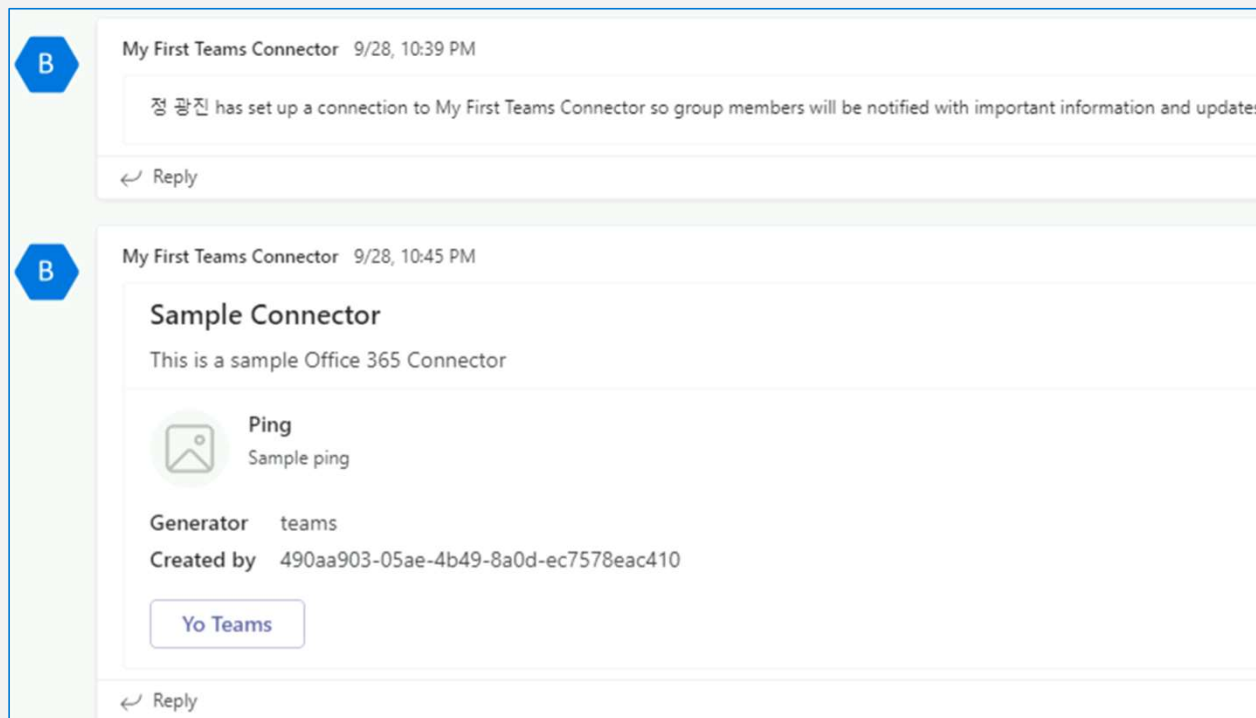 B
My First Teams Connector 9/28, 10:39 PM
정 광진 has set up a connection to My First Teams Connector so group members will be notified with important information and updates
Reply
B
My First Teams Connector 9/28, 10:45 PM
Sample Connector
This is a sample Office 365 Connector
Ping
Sample ping
Generator teams
Created by 490aa903-05ae-4b49-8a0d-ec7578eac410
Yo Teams
Reply